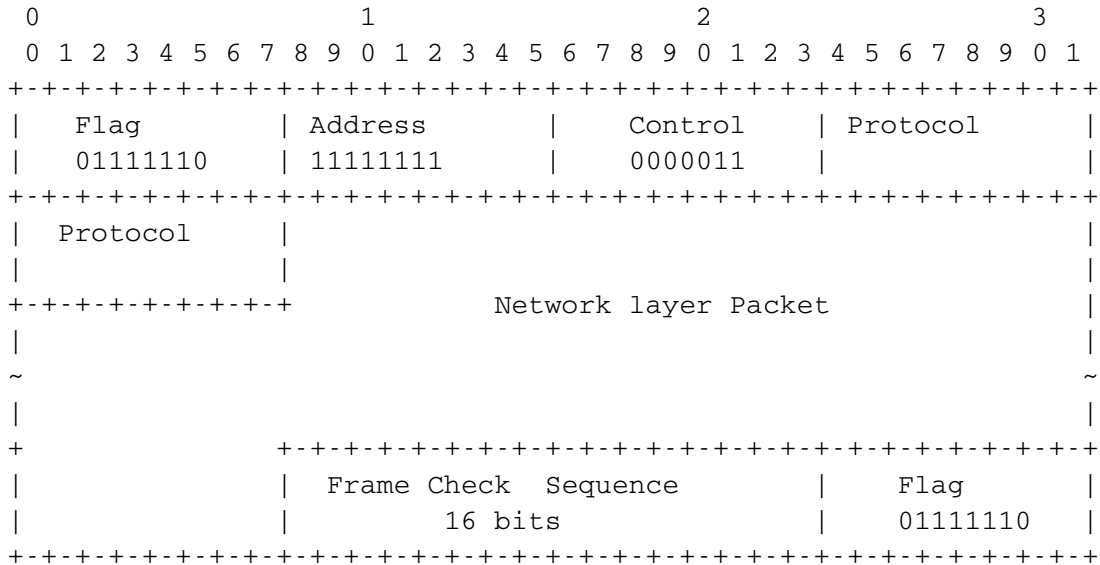 0                   1                   2                   3
 0 1 2 3 4 5 6 7 8 9 0 1 2 3 4 5 6 7 8 9 0 1 2 3 4 5 6 7 8 9 0 1
+-+-+-+-+-+-+-+-+-+-+-+-+-+-+-+-+-+-+-+-+-+-+-+-+-+-+-+-+-+-+-+-+
|   Flag        | Address       |    Control    | Protocol      |
|   01111110    | 11111111      |    0000011    |               |
+-+-+-+-+-+-+-+-+-+-+-+-+-+-+-+-+-+-+-+-+-+-+-+-+-+-+-+-+-+-+-+-+
|  Protocol     |                                               |
|               |                                               |
+-+-+-+-+-+-+-+-+            Network layer Packet               |
|                                                               |
~                                                               ~
|                                                               |
+               +-+-+-+-+-+-+-+-+-+-+-+-+-+-+-+-+-+-+-+-+-+-+-+-+
|               |  Frame Check  Sequence        |    Flag       |
|               |         16 bits               |    01111110   |
+-+-+-+-+-+-+-+-+-+-+-+-+-+-+-+-+-+-+-+-+-+-+-+-+-+-+-+-+-+-+-+-+